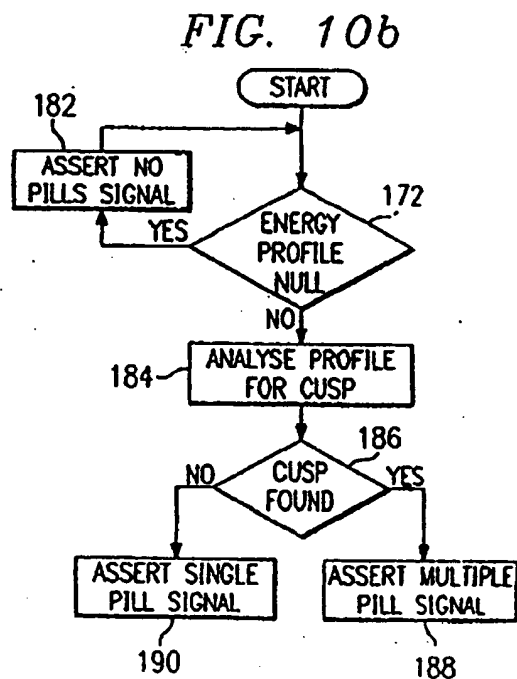 FIG. 10b
START
182
ASSERT NO
PILLS SIGNAL
172
YES
ENERGY
PROFILE
NULL
NO
184
ANALYSE PROFILE
FOR CUSP
186
NO
CUSP
FOUND
YES
ASSERT SINGLE
PILL SIGNAL
ASSERT MULTIPLE
PILL SIGNAL
190
188